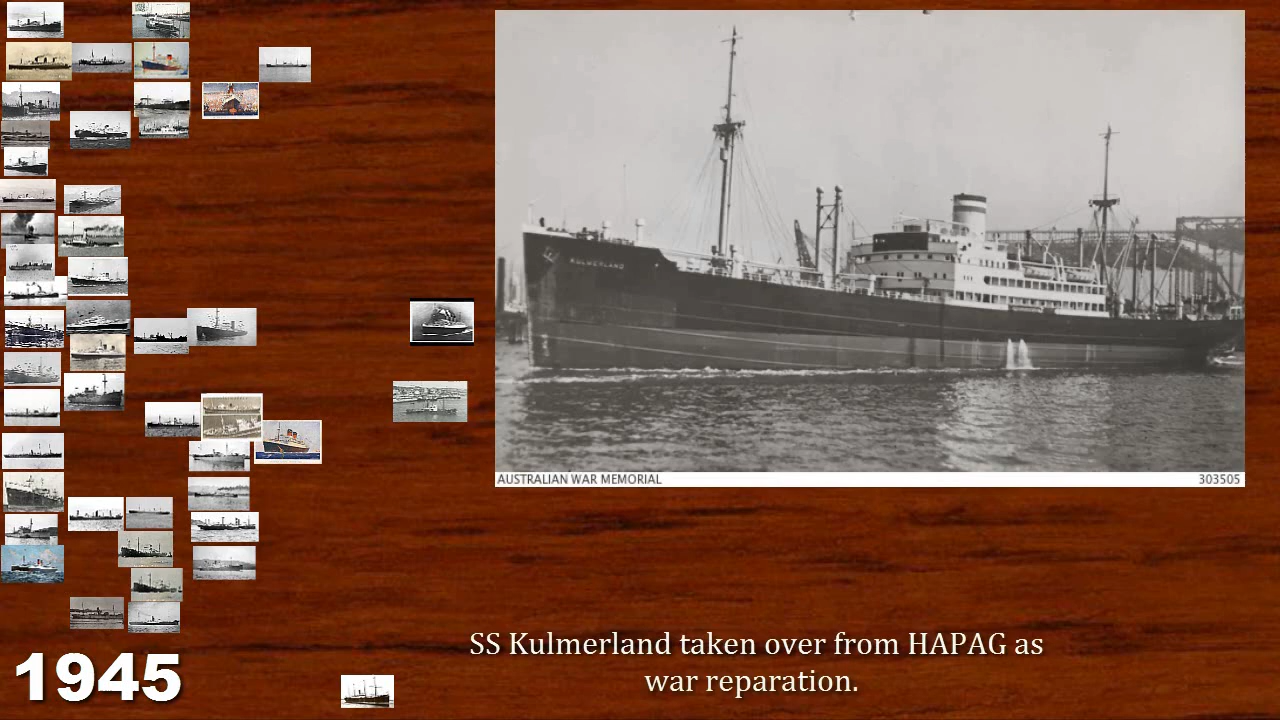 KULMERLAND
AUSTRALIAN WAR MEMORIAL 303505
SS Kulmerland taken over from HAPAG as
war reparation.
1945